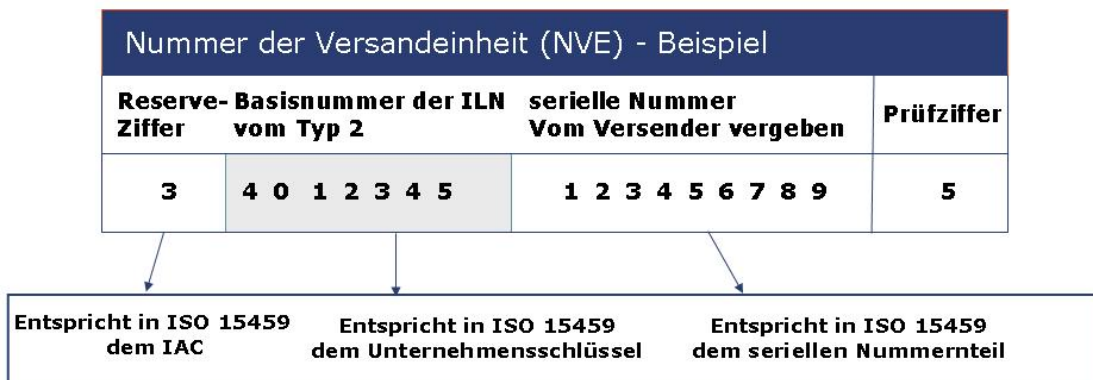 Nummer der Versandeinheit (NVE) - Beispiel
Reserve- Basisnummer der ILN serielle Nummer Prüfziffer
Ziffer vom Typ 2 Vom Versender vergeben
3 4 0 1 2 3 4 5 1 2 3 4 5 6 7 8 9 5
Entspricht in ISO 15459 Entspricht in ISO 15459 Entspricht in ISO 15459
dem IAC dem Unternehmensschlüssel dem seriellen Nummernteil